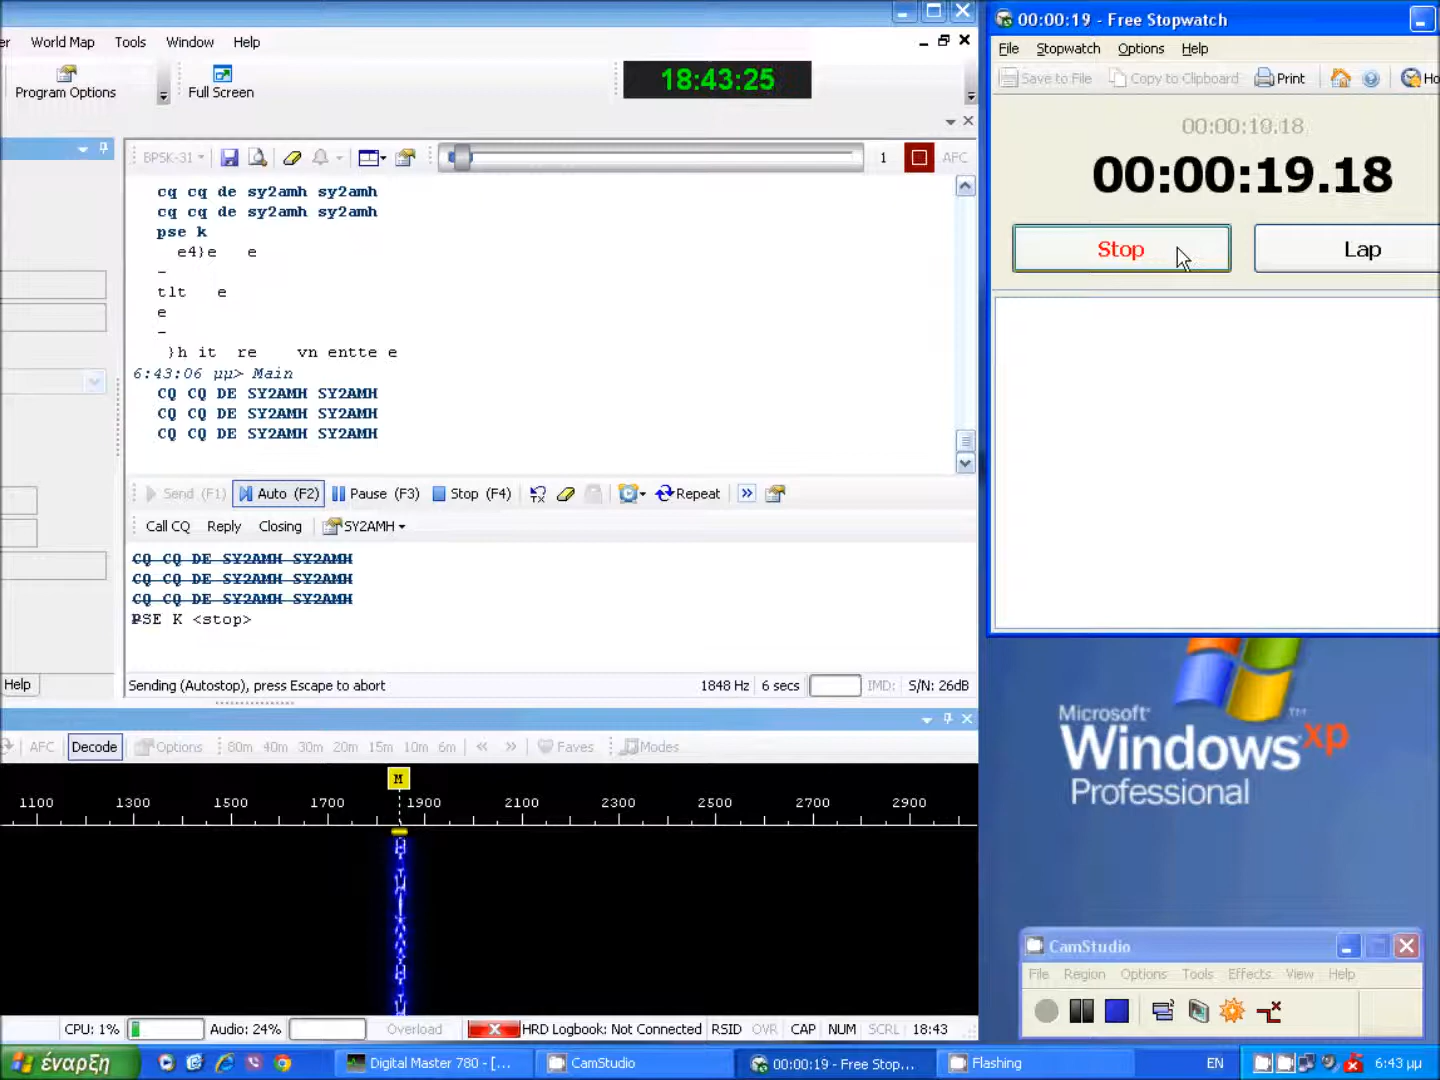 World Map Tools Window Help
Program Options
Full Screen
18:43:25
BPSK-31
1
AFC
cq cq de sy2amh sy2amh
cq cq de sy2amh sy2amh
pse k
e4}e e
-
tlt e
e
-
}h it re vn entte e
6:43:06 μμ> Main
CQ CQ DE SY2AMH SY2AMH
CQ CQ DE SY2AMH SY2AMH
CQ CQ DE SY2AMH SY2AMH
Send (F1) Auto (F2) Pause (F3) Stop (F4) TX Repeat
Call CQ Reply Closing SY2AMH
CQ CQ DE SY2AMH SY2AMH
CQ CQ DE SY2AMH SY2AMH
CQ CQ DE SY2AMH SY2AMH
PSE K <stop>
Help
Sending (Autostop), press Escape to abort
1848 Hz 6 secs IMD: S/N: 26dB
AFC Decode Options 80m 40m 30m 20m 15m 10m 6m Faves Modes
M
1100 1300 1500 1700 1900 2100 2300 2500 2700 2900
CPU: 1% Audio: 24% Overload HRD Logbook: Not Connected RSID OVR CAP NUM SCRL 18:43
00:00:19 - Free Stopwatch
File Stopwatch Options Help
Save to File Copy to Clipboard Print
00:00:19.18
00:00:19.18
Stop Lap
Microsoft
Windows xp
Professional
CamStudio
File Region Options Tools Effects View Help
έναρξη
Digital Master 780 - [...
CamStudio
00:00:19 - Free Stop...
Flashing
EN
6:43 μμ